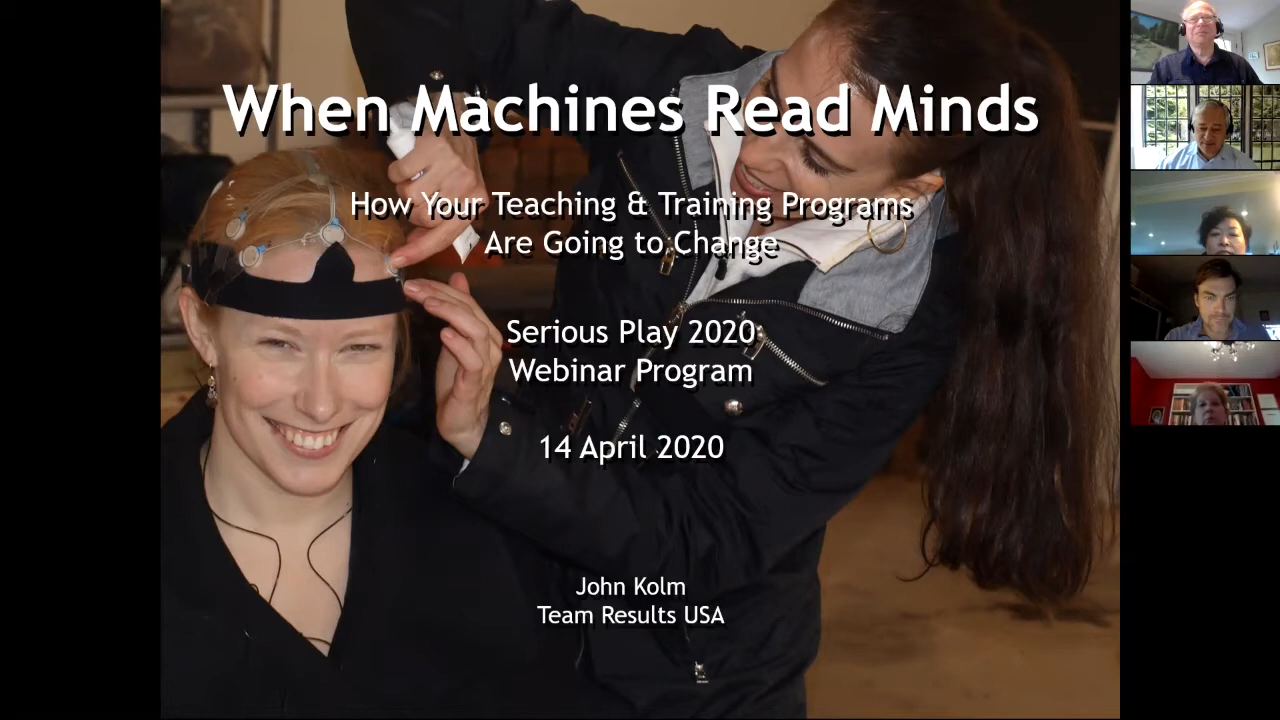 When Machines Read Minds
How Your Teaching & Training Programs
Are Going to Change
Serious Play 2020
Webinar Program
14 April 2020
John Kolm
Team Results USA